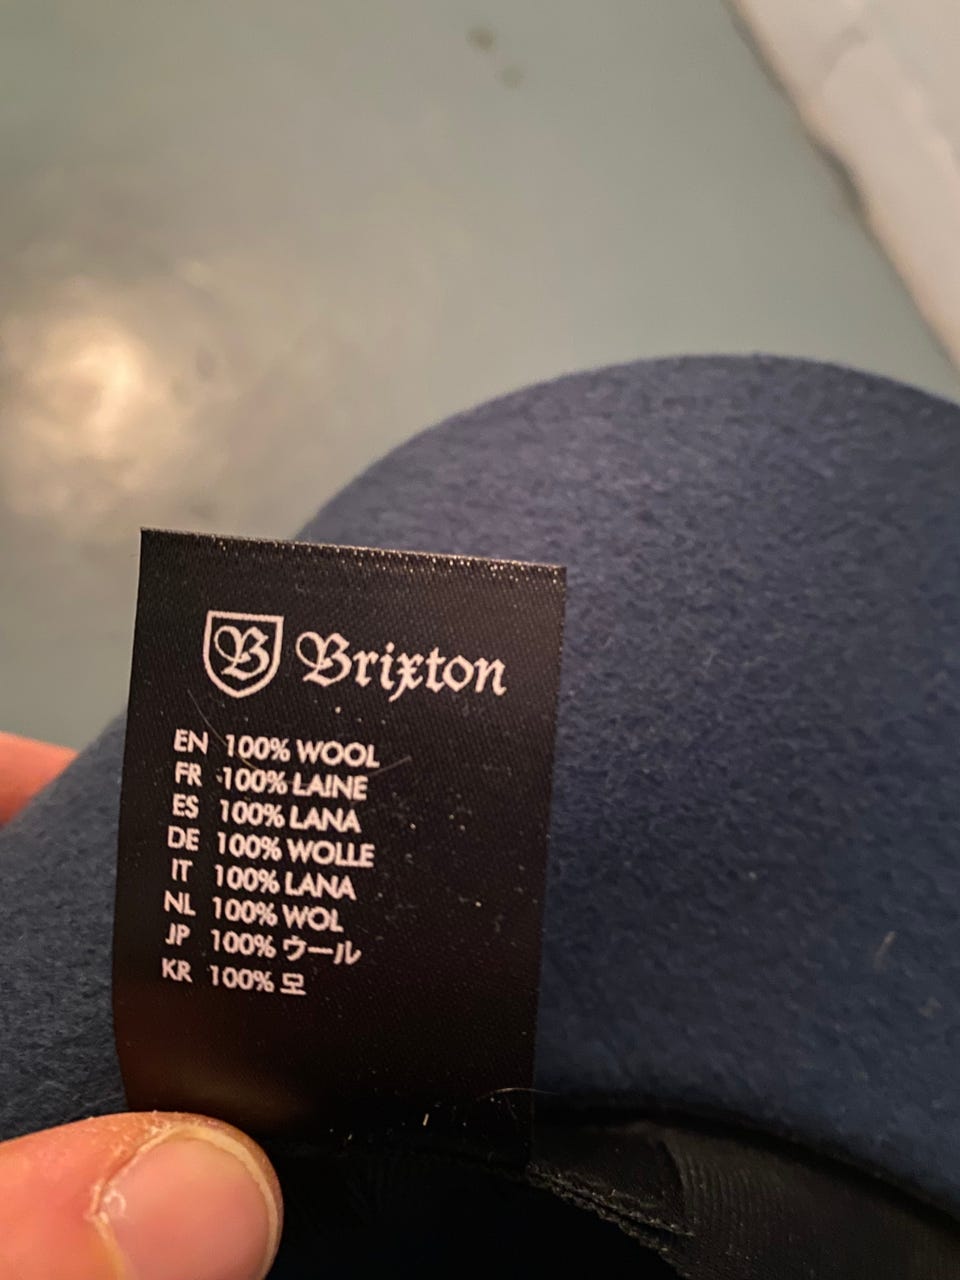 B Brixton
EN 100% WOOL
FR 100% LAINE
ES 100% LANA
DE 100% WOLLE
IT 100% LANA
NL 100% WOL
JP 100% ウール
KR 100% 모